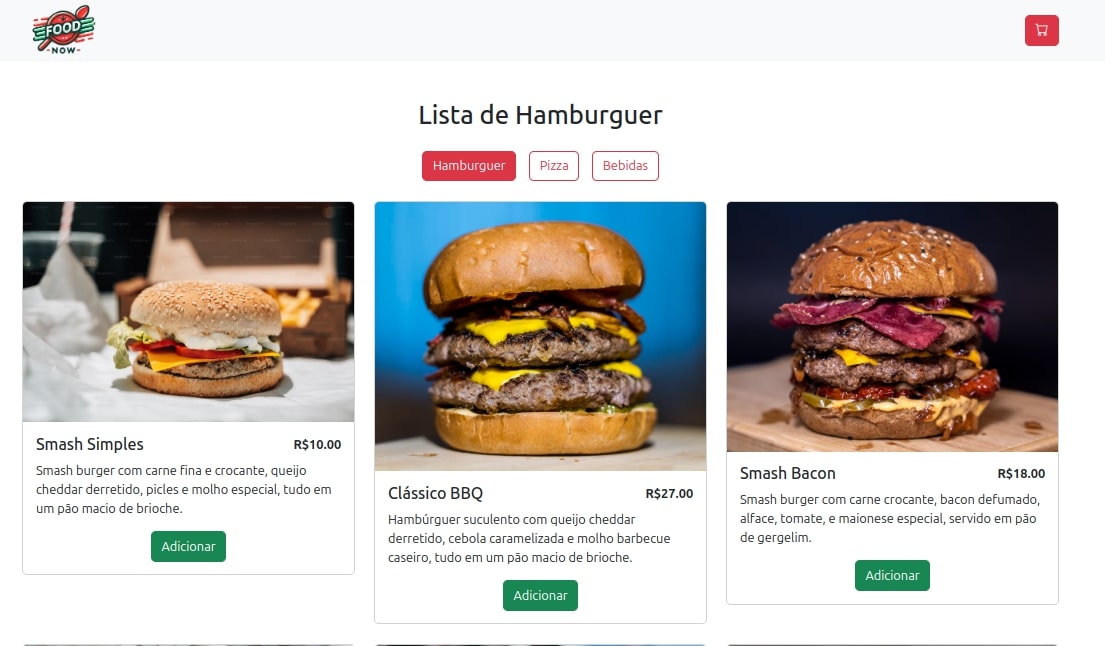 FOOD
-NOW-
Lista de Hamburguer
Hamburguer
Pizza
Bebidas
Smash Simples
R$10.00
Smash burger com carne fina e crocante, queijo
cheddar derretido, picles e molho especial, tudo em
um pão macio de brioche.
Adicionar
Clássico BBQ
R$27.00
Hambúrguer suculento com queijo cheddar
derretido, cebola caramelizada e molho barbecue
caseiro, tudo em um pão macio de brioche.
Adicionar
Smash Bacon
R$18.00
Smash burger com carne crocante, bacon defumado,
alface, tomate, e maionese especial, servido em pão
de gergelim.
Adicionar